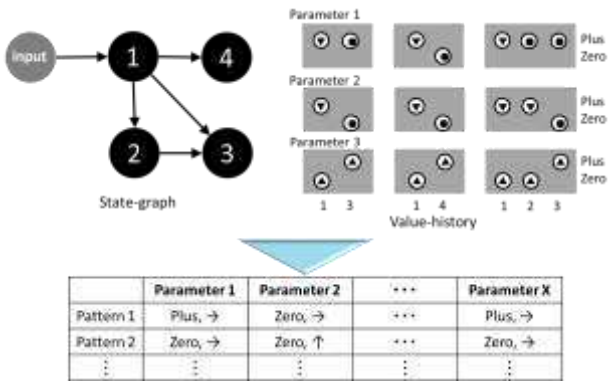 Parameter 1
Plus
Zero
input
1
4
Parameter 2
Plus
Zero
2
3
Parameter 3
Plus
Zero
State-graph
1 3
1 4
1 2 3
Value-history
Parameter 1 Parameter 2 ... Parameter X
Pattern 1 Plus, → Zero, → ... Plus, →
Pattern 2 Zero, → Zero, ↑ ... Zero, →
⋮ ⋮ ⋮ ⋮ ⋮